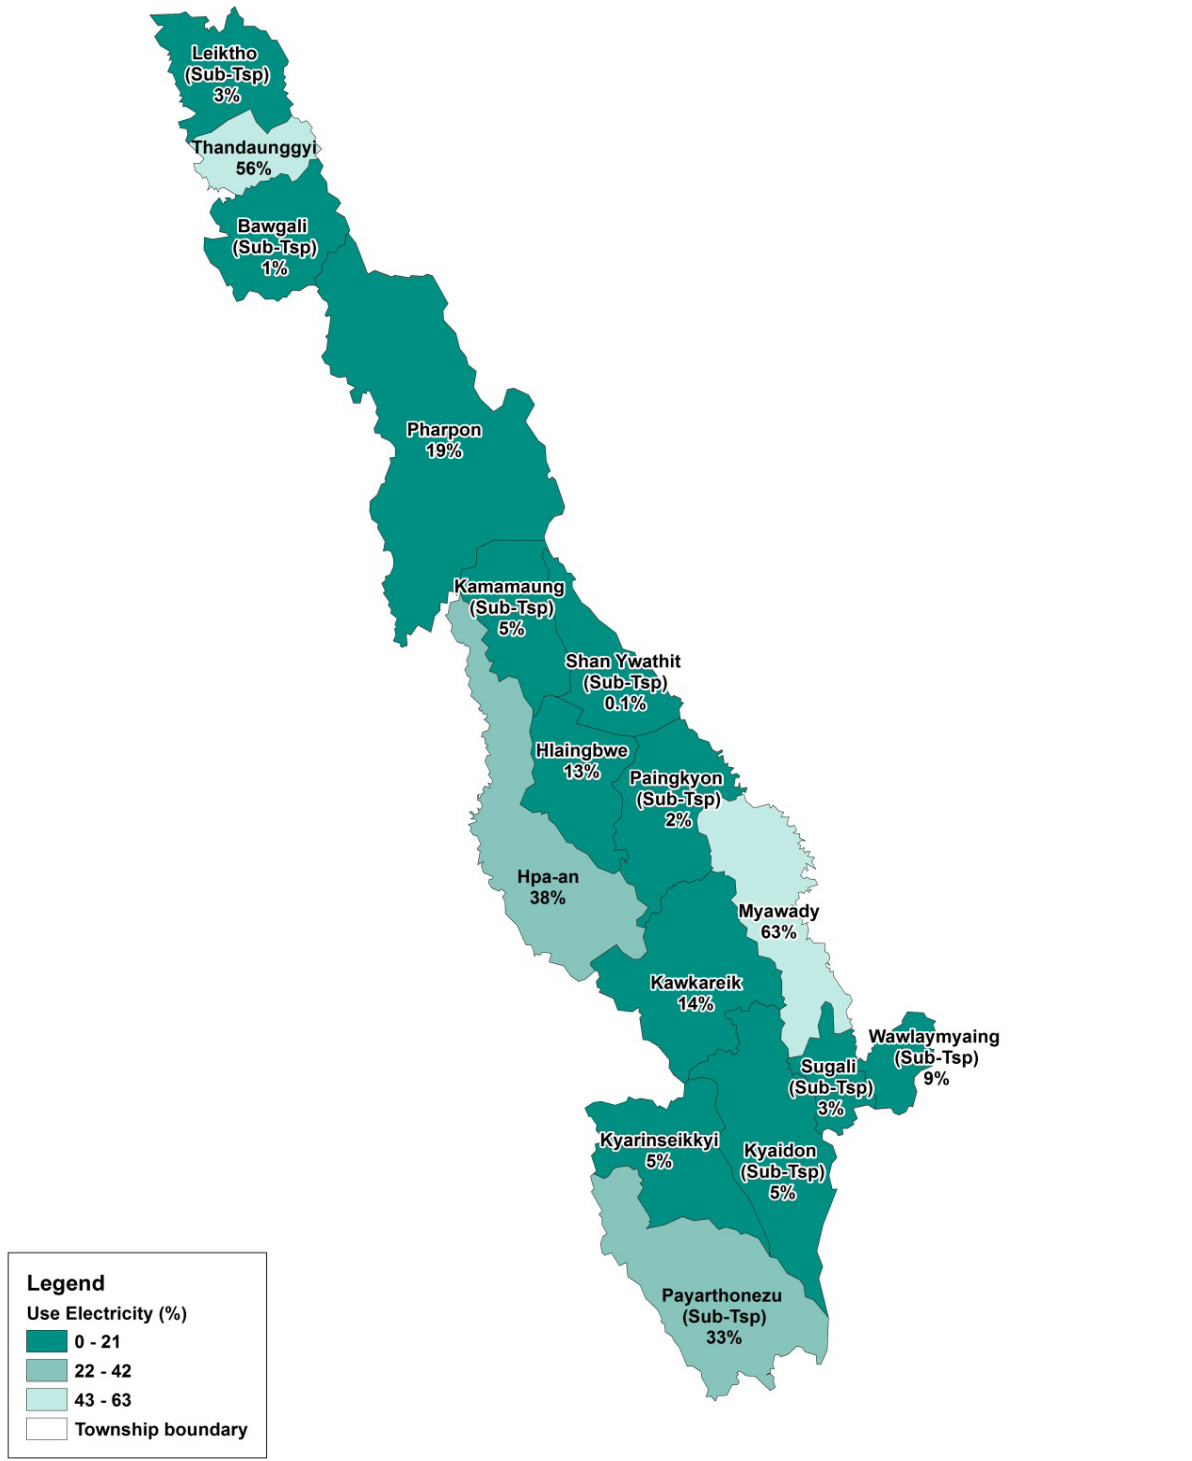 Leiktho
(Sub-Tsp)
3%
Thandaunggyi
56%
Bawgali
(Sub-Tsp)
1%
Pharpon
19%
Kamamaung
(Sub-Tsp)
5%
Shan Ywathit
(Sub-Tsp)
0.1%
Hlaingbwe
13%
Paingkyon
(Sub-Tsp)
2%
Hpa-an
38%
Myawady
63%
Kawkareik
14%
Wawlaymyaing
(Sub-Tsp)
9%
Sugali
(Sub-Tsp)
3%
Kyarinseikkyi
5%
Kyaidon
(Sub-Tsp)
5%
Payarthonezu
(Sub-Tsp)
33%
Legend
Use Electricity (%)
0 - 21
22 - 42
43 - 63
Township boundary